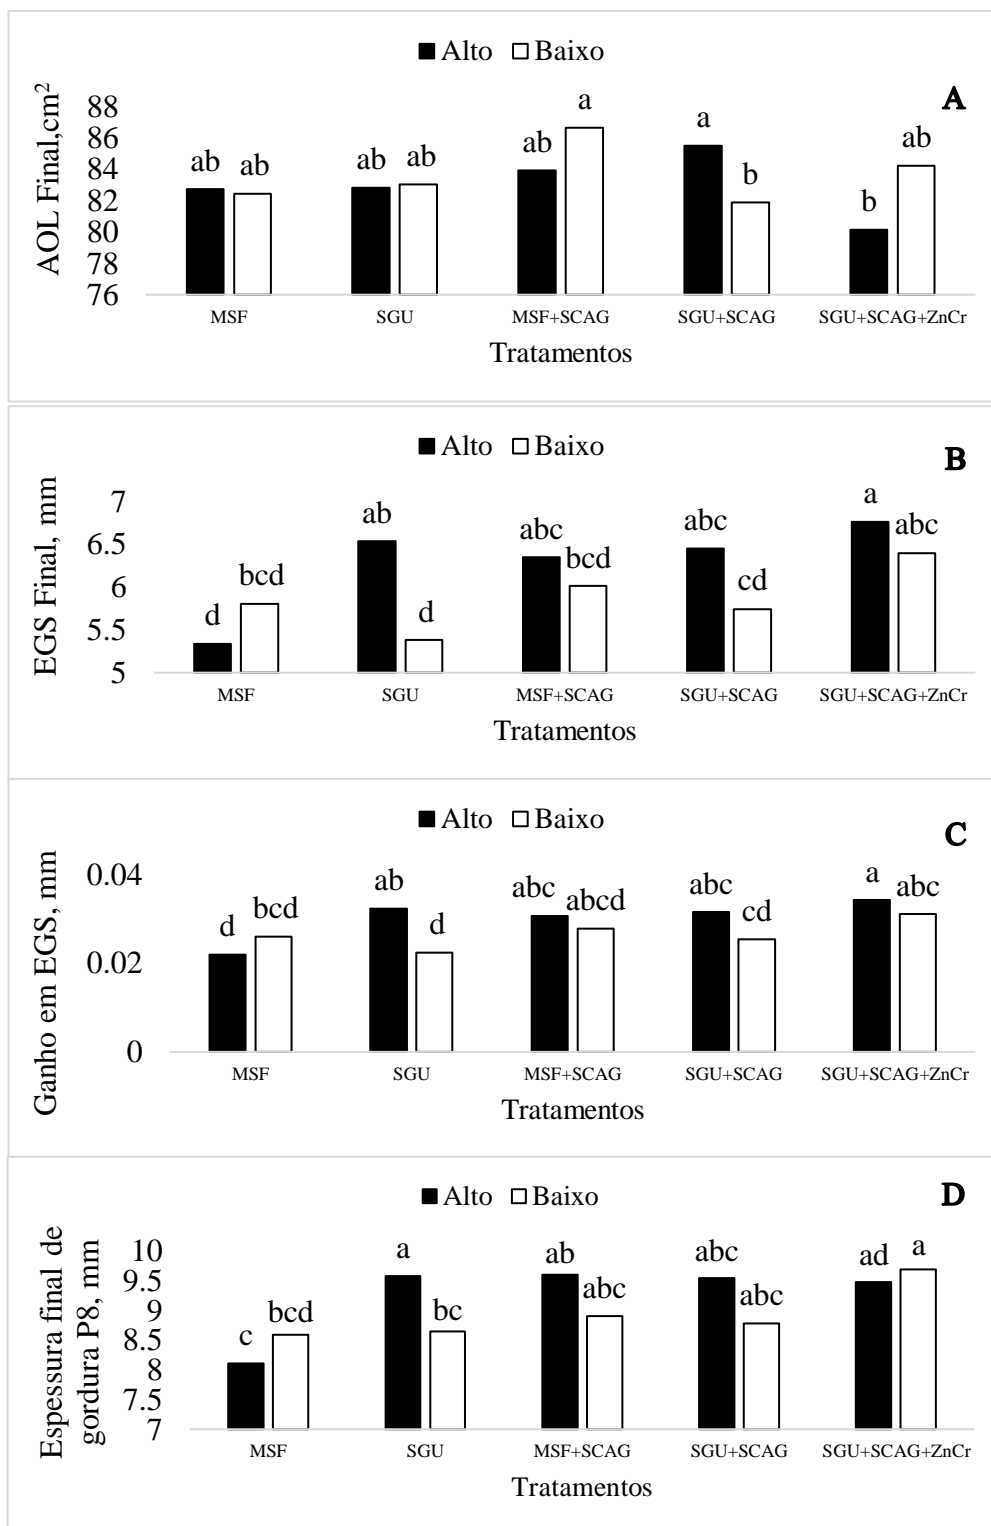 Alto Baixo
A
AOL Final,cm²
88
86
84
82
80
78
76
ab ab ab ab ab a a b b ab
MSF SGU MSF+SCAG SGU+SCAG SGU+SCAG+ZnCr
Tratamentos
Alto Baixo
B
EGS Final, mm
7
6.5
6
5.5
5
d bcd ab d abc bcd abc cd a abc
MSF SGU MSF+SCAG SGU+SCAG SGU+SCAG+ZnCr
Tratamentos
Alto Baixo
C
Ganho em EGS, mm
0.04
0.02
0
d bcd ab d abc abcd abc cd a abc
MSF SGU MSF+SCAG SGU+SCAG SGU+SCAG+ZnCr
Tratamentos
Alto Baixo
D
Espessura final de
gordura P8, mm
10
9.5
9
8.5
8
7.5
7
c bcd a bc ab abc abc abc ad a
MSF SGU MSF+SCAG SGU+SCAG SGU+SCAG+ZnCr
Tratamentos